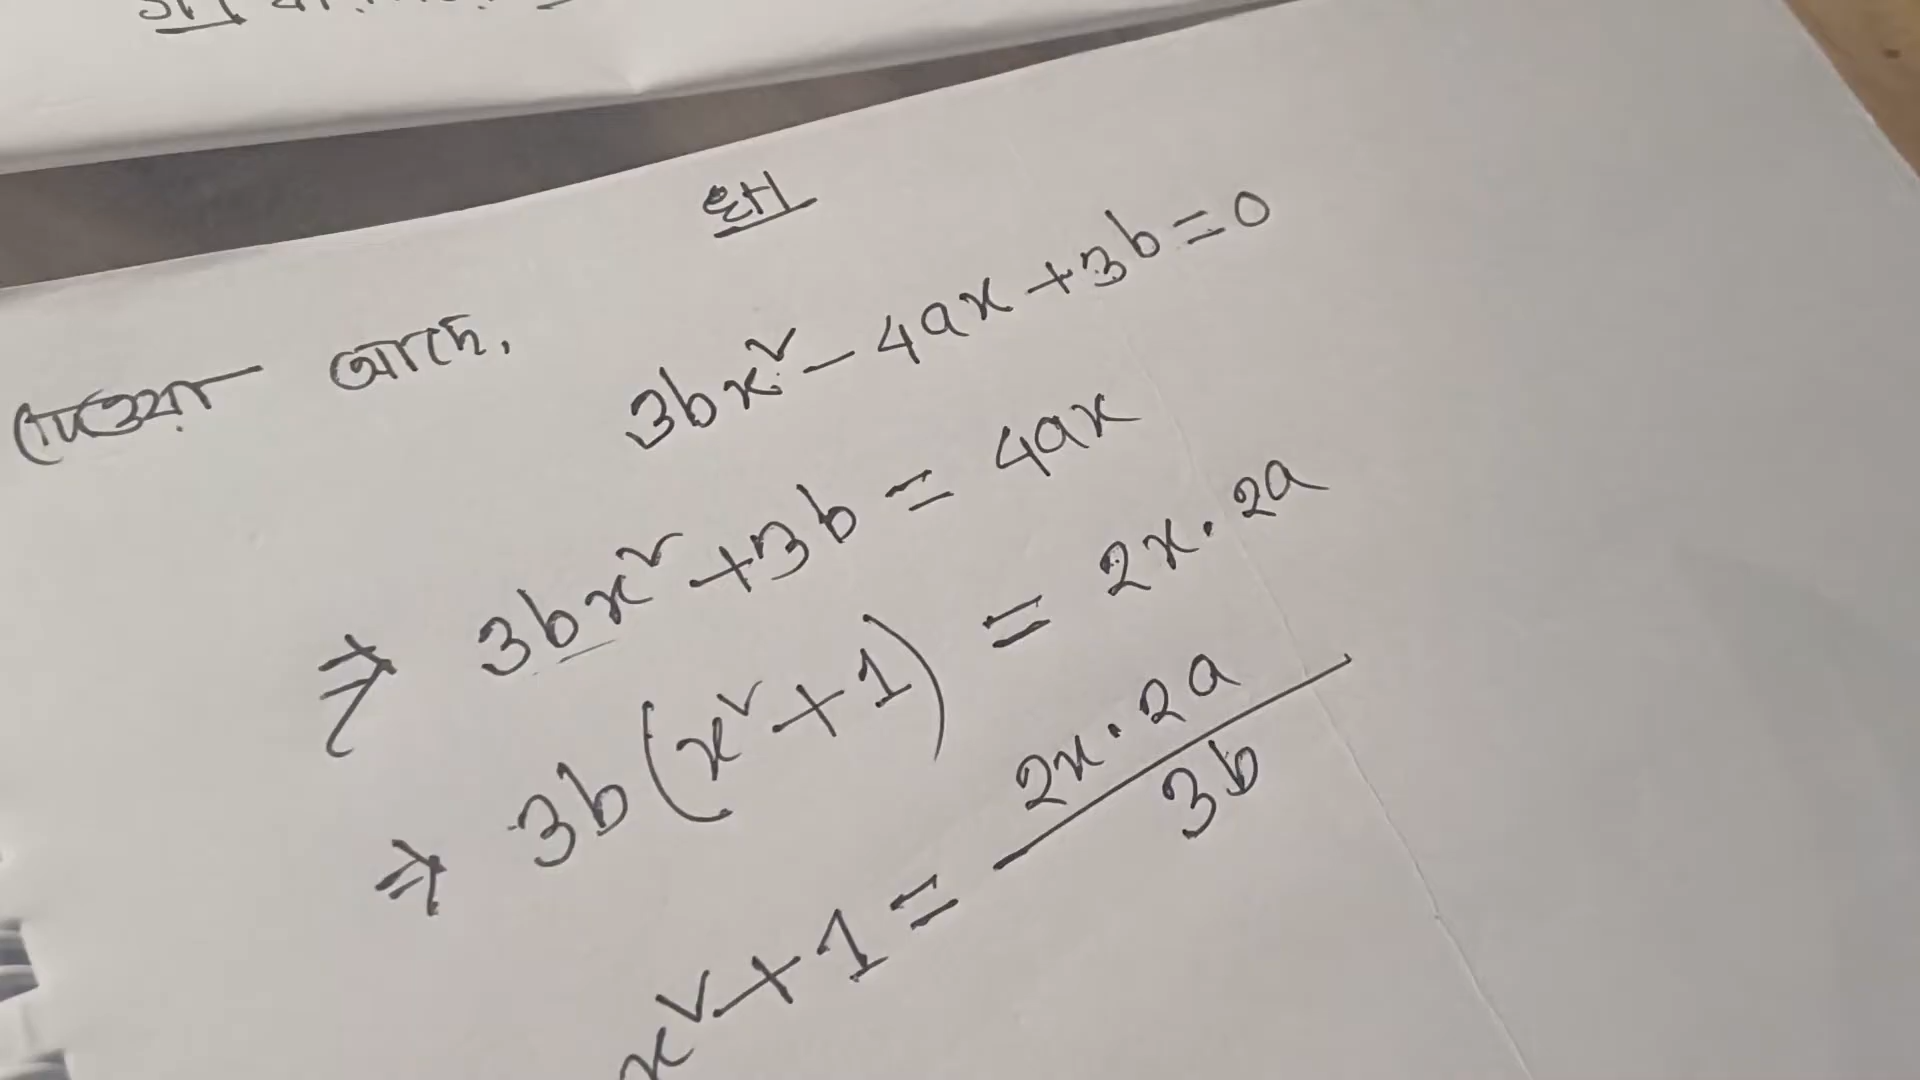 দেওয়া আছে,
3bx² - 4ax + 3b = 0
⇒ 3bx² + 3b = 4ax
⇒ 3b(x² + 1) = 2x · 2a
x² + 1 = 2x · 2a / 3b